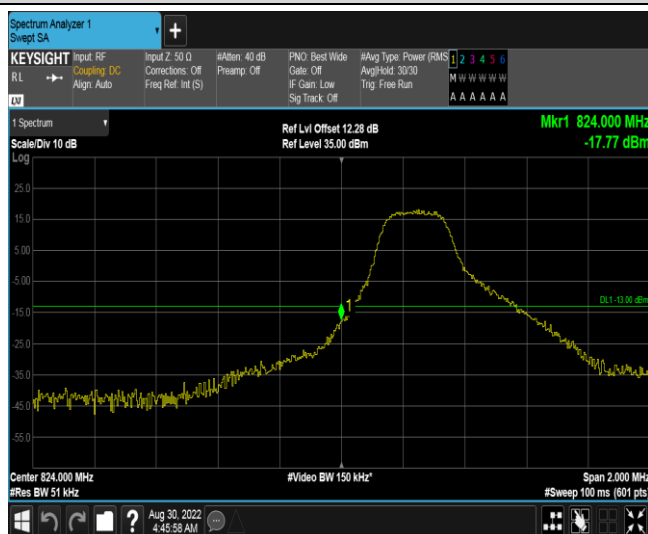 Spectrum Analyzer 1
Swept SA
KEYSIGHT
RL
Input: RF
Coupling: DC
Align: Auto
Input Z: 50 Ω
Corrections: Off
Freq Ref: Int (S)
#Atten: 40 dB
Preamp: Off
PNO: Best Wide
Gate: Off
IF Gain: Low
Sig Track: Off
#Avg Type: Power (RMS
Avg|Hold: 30/30
Trig: Free Run
1 2 3 4 5 6
M W W W W W
A A A A A A
LXI
1 Spectrum
Scale/Div 10 dB
Log
Ref Lvl Offset 12.28 dB
Ref Level 35.00 dBm
Mkr1 824.000 MHz
-17.77 dBm
25.0
15.0
5.00
-5.00
-15.0
-25.0
-35.0
-45.0
-55.0
1
DL1 -13.00 dBm
Center 824.000 MHz
#Res BW 51 kHz
#Video BW 150 kHz*
Span 2.000 MHz
#Sweep 100 ms (601 pts)
?
Aug 30, 2022
4:45:58 AM